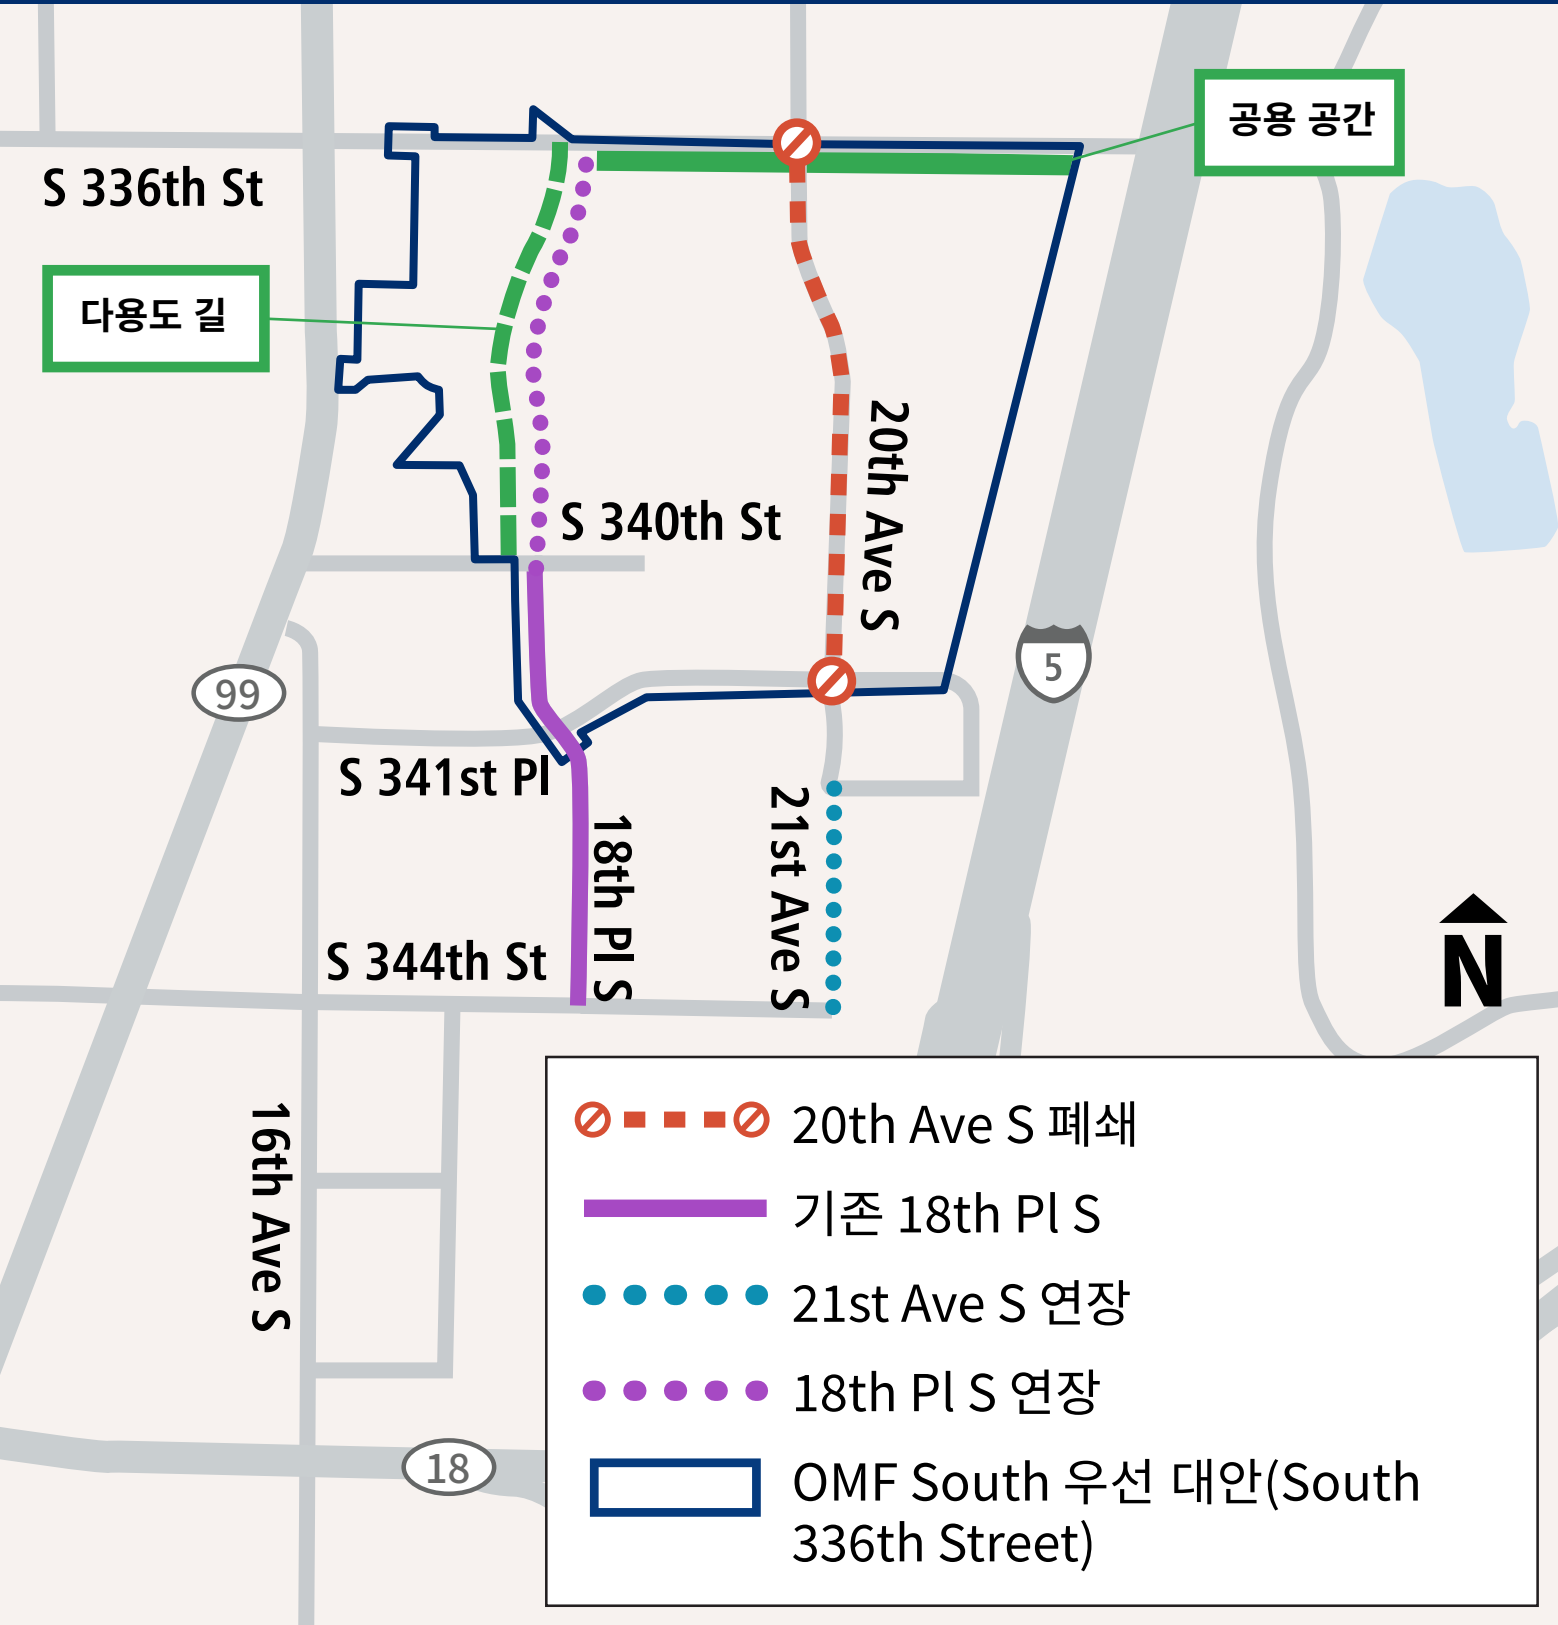 공용 공간
S 336th St
다용도 길
20th Ave S
S 340th St
5
99
S 341st Pl
18th Pl S
21st Ave S
S 344th St
N
16th Ave S
18
20th Ave S 폐쇄
기존 18th Pl S
21st Ave S 연장
18th Pl S 연장
OMF South 우선 대안(South
336th Street)